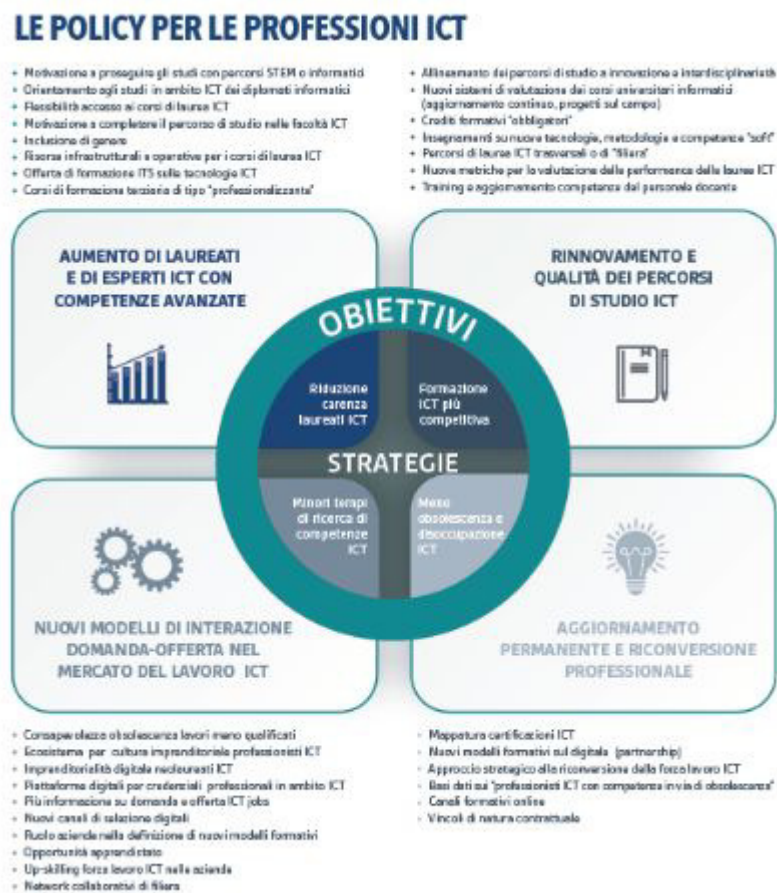 LE POLICY PER LE PROFESSIONI ICT
+ Motivazione a proseguire gli studi con percorsi STEM o informatici
+ Orientamento agli studi in ambito ICT dei diplomati informatici
+ Flessibilità accesso ai corsi di laurea ICT
+ Motivazione a completare il percorso di studio nelle facoltà ICT
+ Inclusione di genere
+ Risorse infrastrutturali e operative per i corsi di laurea ICT
+ Offerta di formazione ITS sulle tecnologie ICT
+ Corsi di formazione terziaria di tipo "professionalizzante"
+ Allineamento dei percorsi di studio a innovazione e interdisciplinarietà
+ Nuovi sistemi di valutazione dei corsi universitari informatici
(aggiornamento continuo, progetti sul campo)
+ Crediti formativi "obbligatori"
+ Insegnamenti su nuove tecnologie, metodologie e competenze "soft"
+ Percorsi di laurea ICT trasversali o di "filiera"
+ Nuove metriche per la valutazione delle performance delle lauree ICT
+ Training e aggiornamento competenze del personale docente
AUMENTO DI LAUREATI
E DI ESPERTI ICT CON
COMPETENZE AVANZATE
RINNOVAMENTO E
QUALITÀ DEI PERCORSI
DI STUDIO ICT
OBIETTIVI
Riduzione
carenza
laureati ICT
Formazione
ICT più
competitiva
STRATEGIE
Minori tempi
di ricerca di
competenze
ICT
Meno
obsolescenza e
disoccupazione
ICT
NUOVI MODELLI DI INTERAZIONE
DOMANDA-OFFERTA NEL
MERCATO DEL LAVORO ICT
AGGIORNAMENTO
PERMANENTE E RICONVERSIONE
PROFESSIONALE
+ Consapevolezza obsolescenza lavori meno qualificati
+ Ecosistema per cultura imprenditoriale professionisti ICT
+ Imprenditorialità digitale neolaureati ICT
+ Piattaforme digitali per credenziali professionali in ambito ICT
+ Più informazione su domanda e offerta ICT jobs
+ Nuovi canali di selezione digitali
+ Ruolo aziende nella definizione di nuovi modelli formativi
+ Opportunità apprendistato
+ Up-skilling forza lavoro ICT nelle aziende
+ Network collaborativi di filiera
+ Mappatura certificazioni ICT
+ Nuovi modelli formativi sul digitale (partnership)
+ Approccio strategico alla riconversione della forza lavoro ICT
+ Basi dati sui "professionisti ICT con competenze in via di obsolescenza"
+ Canali formativi online
+ Vincoli di natura contrattuale